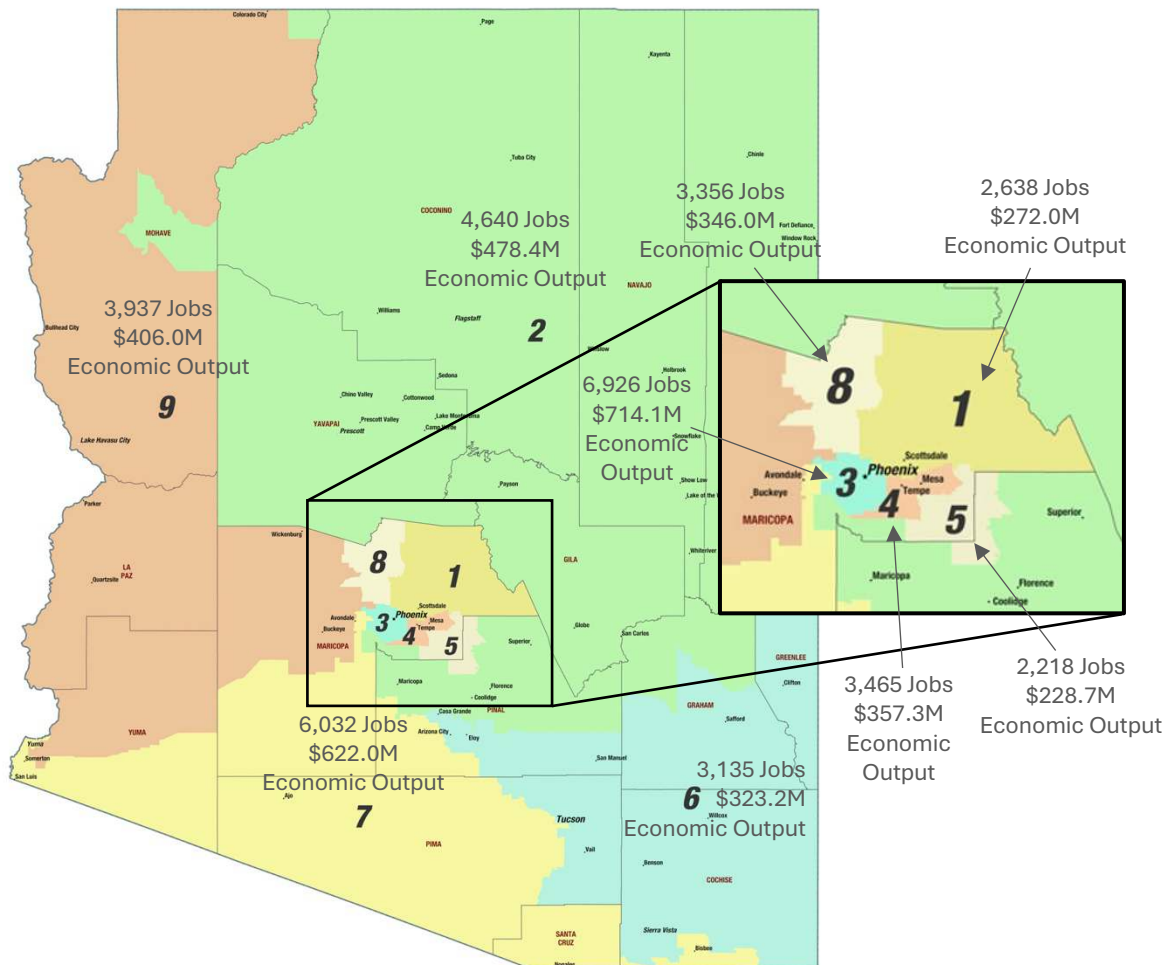 Colorado City
Page
Kayenta
Tuba City
Chinle
3,356 Jobs
$346.0M
Economic Output
2,638 Jobs
$272.0M
Economic Output
COCONINO
4,640 Jobs
$478.4M
Economic Output
Fort Defiance
Window Rock
MOHAVE
NAVAJO
3,937 Jobs
$406.0M
Economic Output
Bullhead City
9
Lake Havasu City
Williams
Flagstaff
2
Winslow
Holbrook
Sedona
Chino Valley
Cottonwood
Prescott Valley
YAVAPAI
Prescott
Camp Verde
6,926 Jobs
$714.1M
Economic
Output
Snowflake
Show Low
Payson
Parker
Wickenburg
LA
PAZ
Quartzsite
8
1
GILA
Whiteriver
Scottsdale
Avondale
Phoenix
3
Mesa
Tempe
4
Buckeye
5
MARICOPA
Globe
San Carlos
Superior
8
1
Scottsdale
Avondale
3
Phoenix
Mesa
Buckeye
4
Tempe
5
MARICOPA
Superior
Maricopa
Florence
Coolidge
Maricopa
Florence
Coolidge
Casa Grande
PINAL
Arizona City
Eloy
GREENLEE
Clifton
GRAHAM
Safford
San Manuel
3,465 Jobs
$357.3M
Economic
Output
2,218 Jobs
$228.7M
Economic Output
YUMA
Yuma
Somerton
San Luis
6,032 Jobs
$622.0M
Economic Output
Ajo
7
PIMA
Tucson
Vail
3,135 Jobs
$323.2M
Economic Output
6
Willcox
Benson
COCHISE
Sierra Vista
Bisbee
SANTA
CRUZ